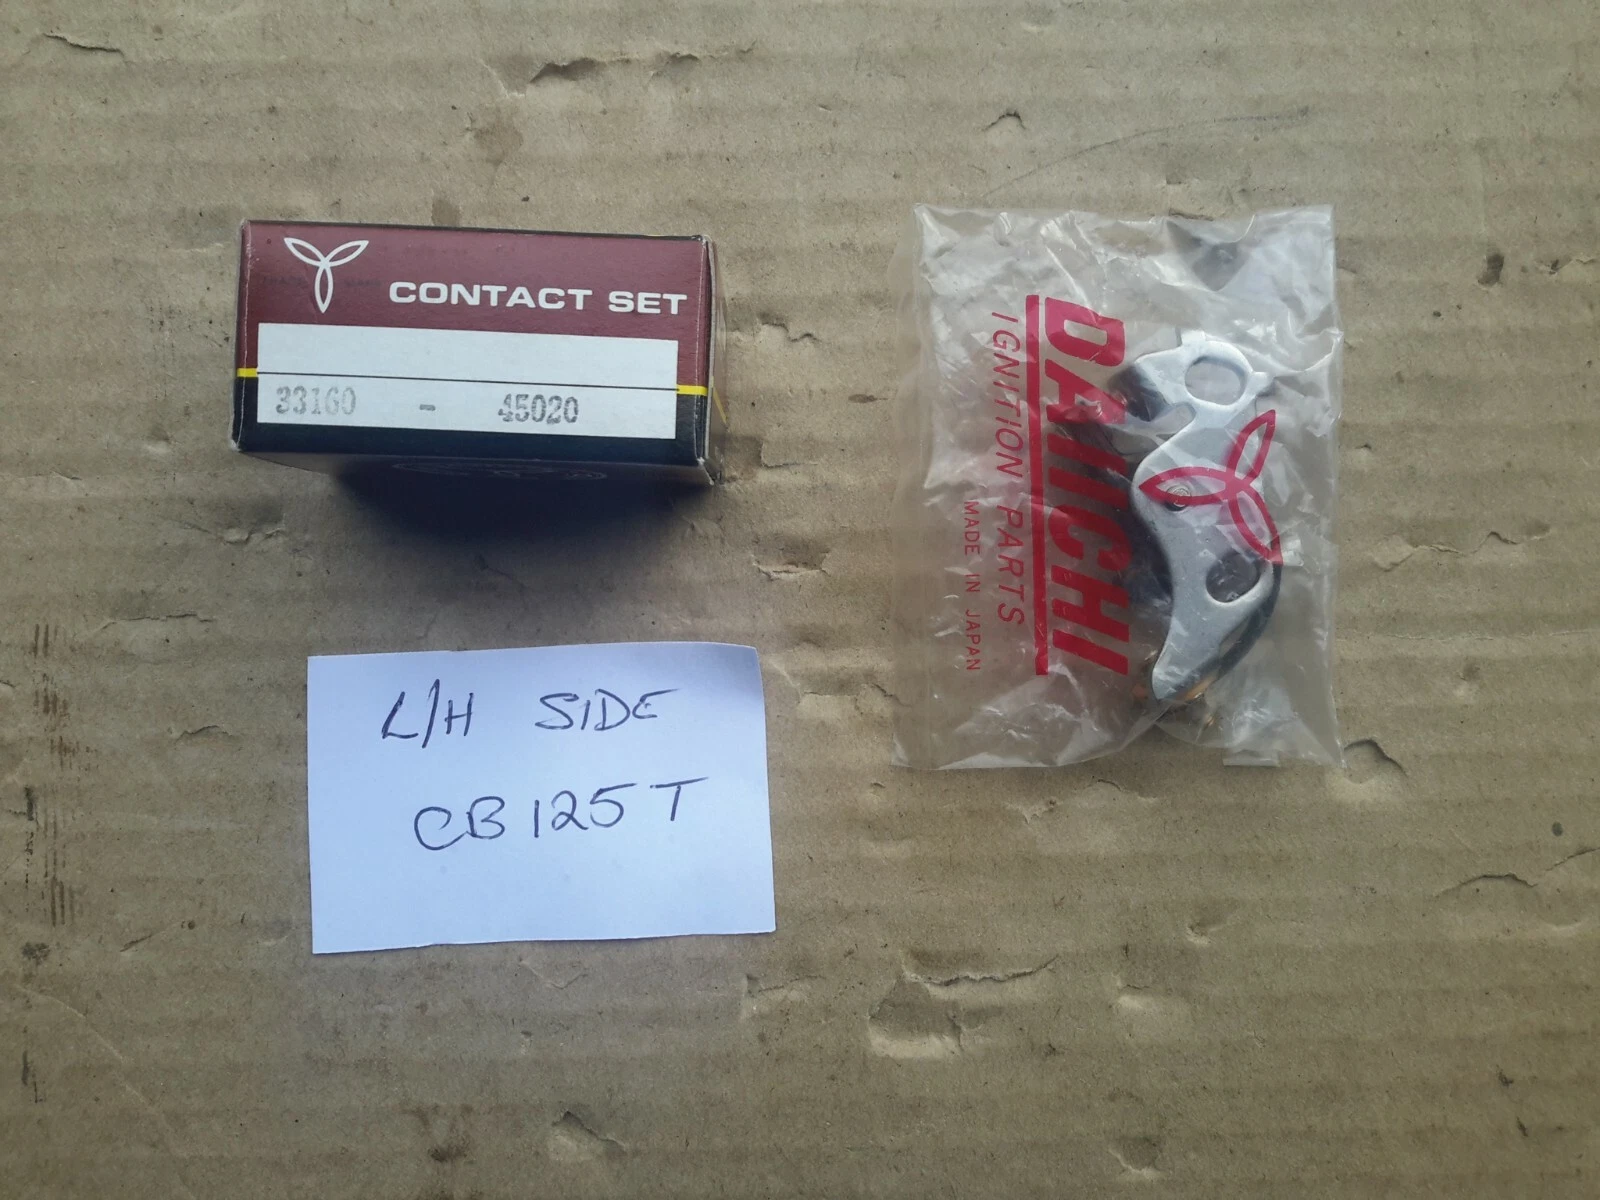 CONTACT SET
33160 - 45020
L/H SIDE
CB125T
DAIICHI
IGNITION PARTS
MADE IN JAPAN